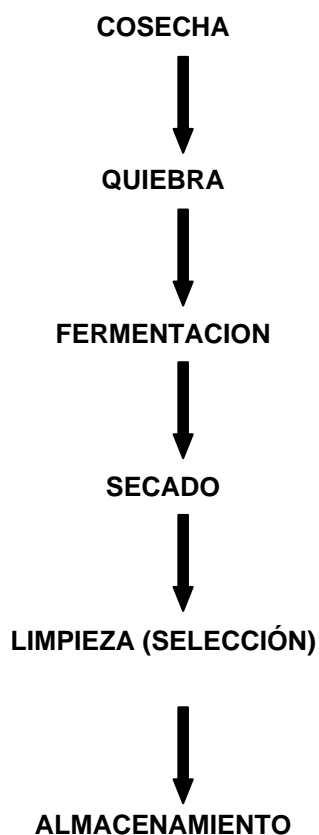 COSECHA
QUIEBRA
FERMENTACION
SECADO
LIMPIEZA (SELECCIÓN)
ALMACENAMIENTO